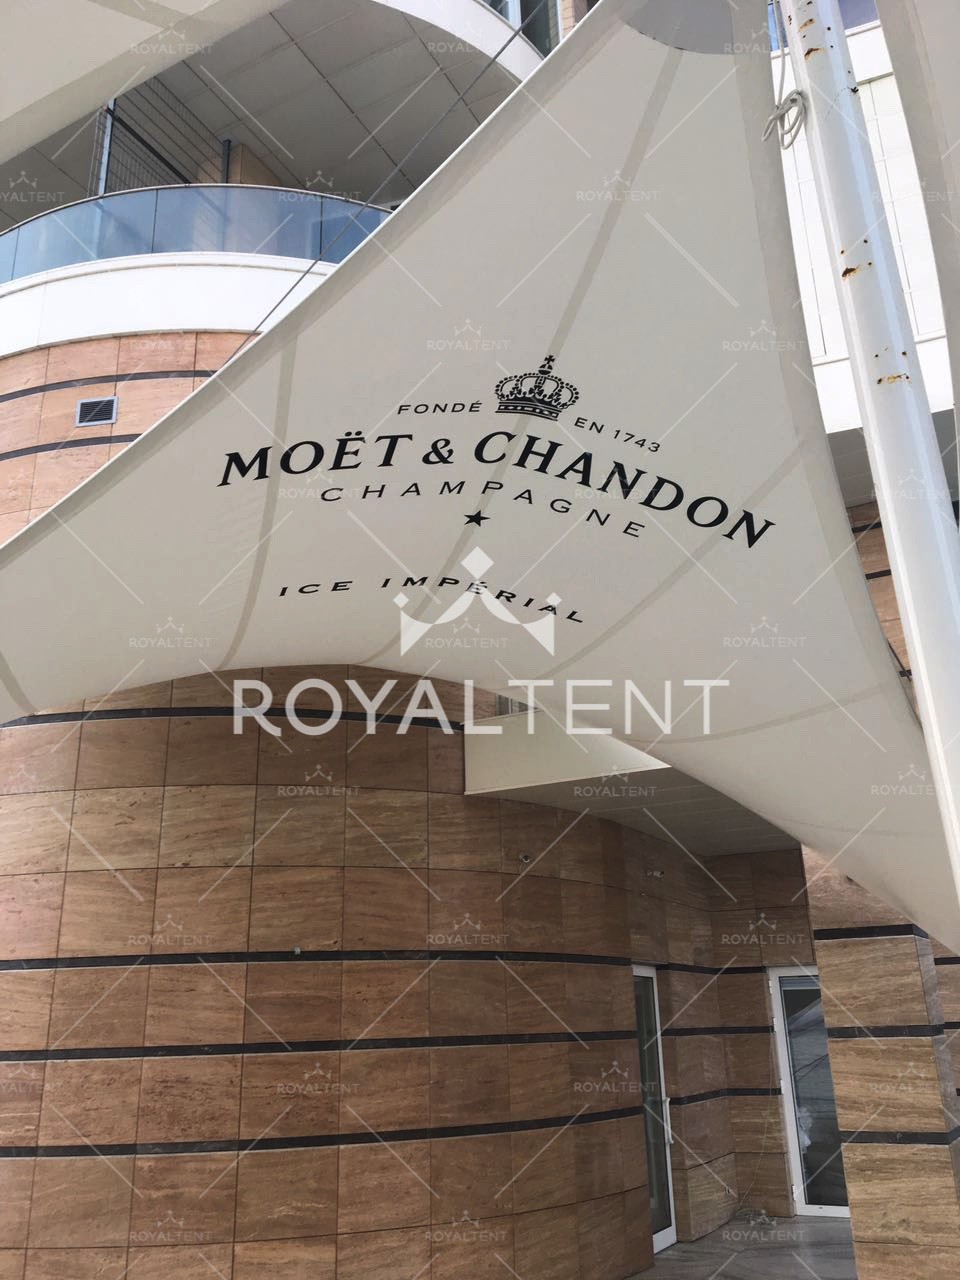 FONDÉ EN 1743
MOËT & CHANDON
CHAMPAGNE
ICE IMPÉRIAL
ROYALTENT